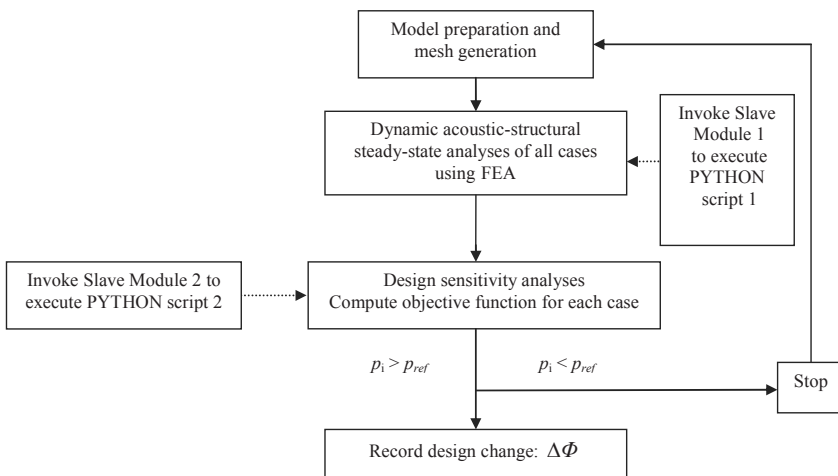 Model preparation and
mesh generation
Invoke Slave
Module 1
to execute
PYTHON
script 1
Dynamic acoustic-structural
steady-state analyses of all cases
using FEA
Invoke Slave Module 2 to
execute PYTHON script 2
Design sensitivity analyses
Compute objective function for each case
pi > pref
pi < pref
Stop
Record design change: ΔΦ